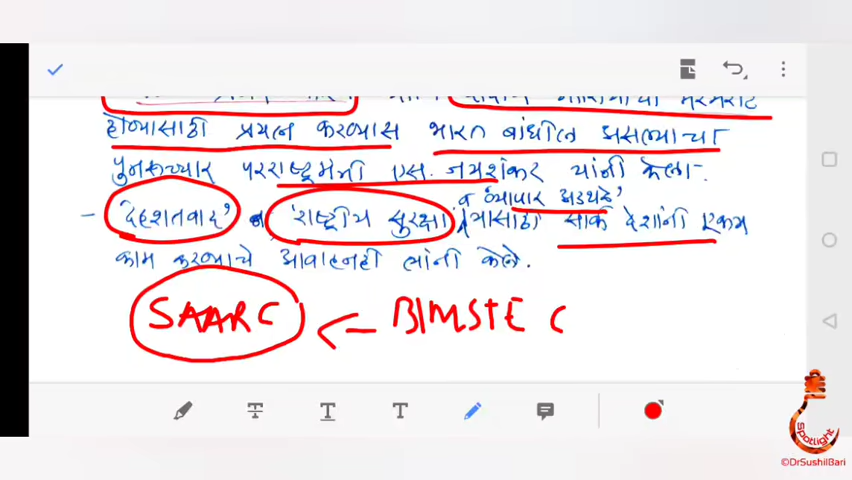 होण्यासाठी प्रयत्न करण्यास भारत बांधील असल्याचा
पुनरुच्चार परराष्ट्रमंत्री एस. जयशंकर यांनी केला.
व व्यापार अडथळे'
- 'दहशतवाद' व 'राष्ट्रीय सुरक्षा यासाठी सार्क देशांनी एकत्र
काम करण्याचे आवाहनही त्यांनी केले.
SAARC ← BIMSTEC
T T T
Spotlight
©DrSushilBari